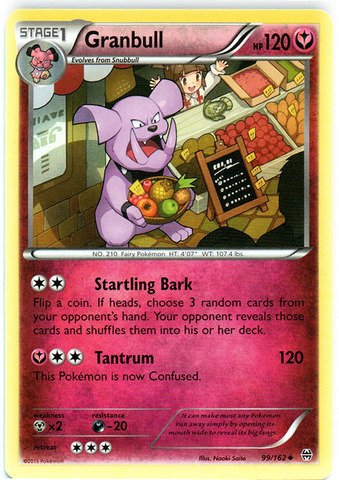 STAGE1
Granbull
HP120
Evolves from Snubbull
NO. 210 Fairy Pokémon HT. 4'07" WT. 107.4 lbs.
Startling Bark
Flip a coin. If heads, choose 3 random cards from
your opponent's hand. Your opponent reveals those
cards and shuffles them into his or her deck.
Tantrum 120
This Pokémon is now Confused.
weakness resistance
×2 -20
retreat
It can make most any Pokémon
run away simply by opening its
mouth wide to reveal its big fangs.
©2015 Pokémon
Illus. Naoki Saito
99/162